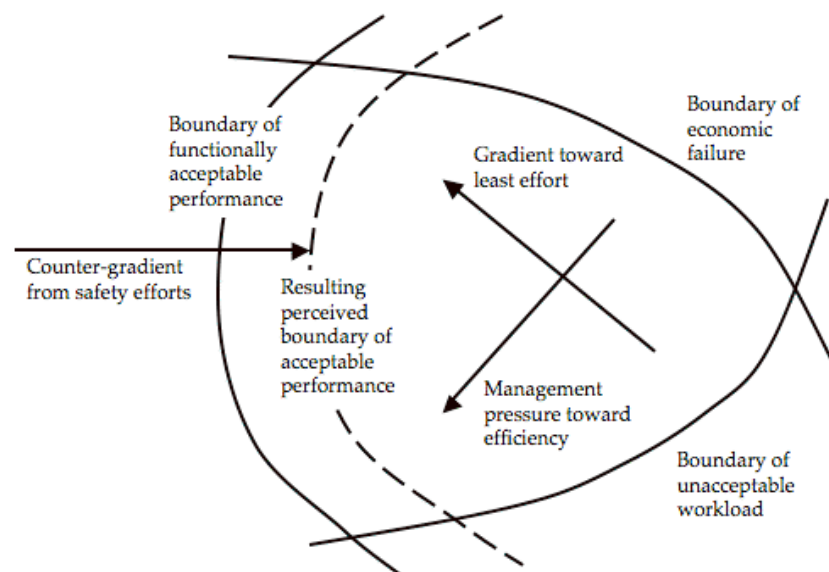 Boundary of
functionally
acceptable
performance
Boundary of
economic
failure
Gradient toward
least effort
Counter-gradient
from safety efforts
Resulting
perceived
boundary of
acceptable
performance
Management
pressure toward
efficiency
Boundary of
unacceptable
workload